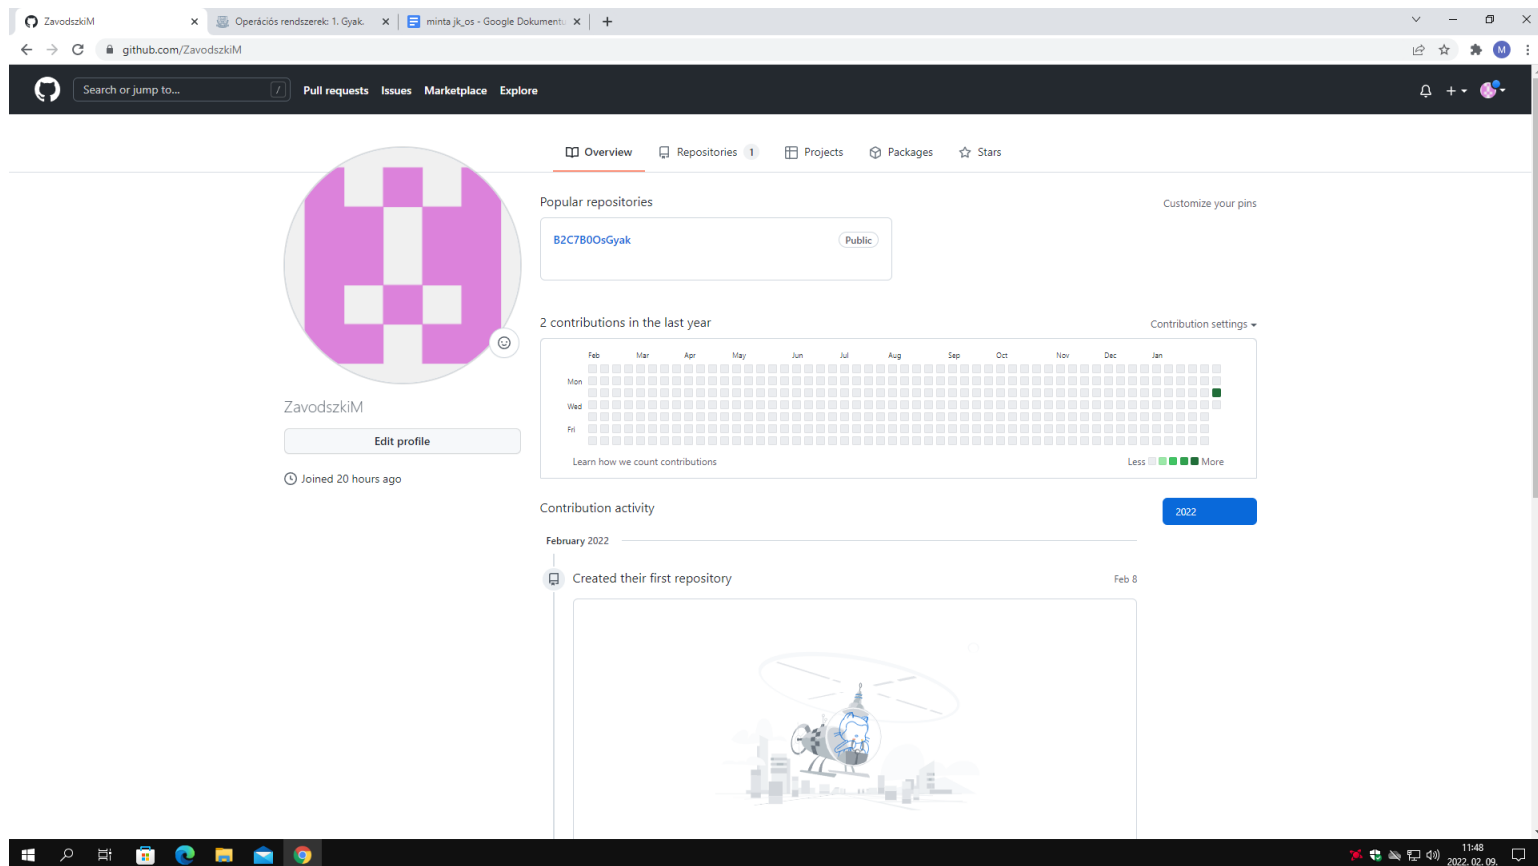 ZavodszkiM
Operációs rendszerek: 1. Gyak.
minta jk_os - Google Dokumentu
github.com/ZavodszkiM
M
Search or jump to...
/
Pull requests
Issues
Marketplace
Explore
Overview
Repositories 1
Projects
Packages
Stars
Popular repositories
Customize your pins
B2C7B0OsGyak
Public
2 contributions in the last year
Contribution settings
Feb Mar Apr May Jun Jul Aug Sep Oct Nov Dec Jan
Mon
Wed
Fri
Learn how we count contributions
Less More
ZavodszkiM
Edit profile
Joined 20 hours ago
Contribution activity
2022
February 2022
Created their first repository
Feb 8
11:48
2022. 02. 09.